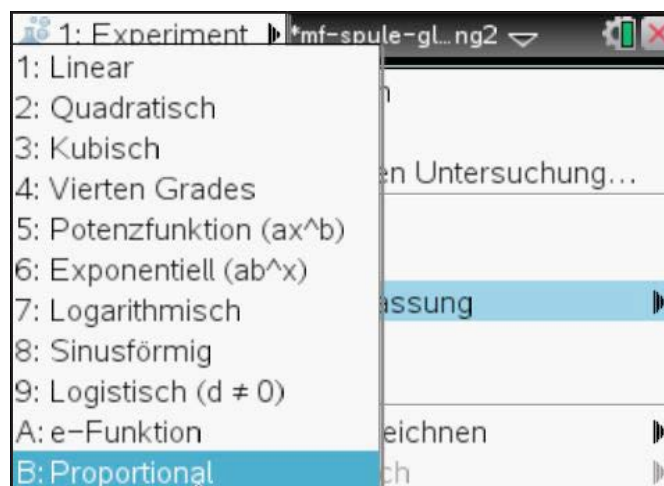 1: Experiment *mf-spule-gl...ng2
1: Linear
2: Quadratisch
3: Kubisch
4: Vierten Grades
5: Potenzfunktion (ax^b)
6: Exponentiell (ab^x)
7: Logarithmisch
8: Sinusförmig
9: Logistisch (d ≠ 0)
A: e-Funktion
B: Proportional
en Untersuchung...
assung
eichnen
ch